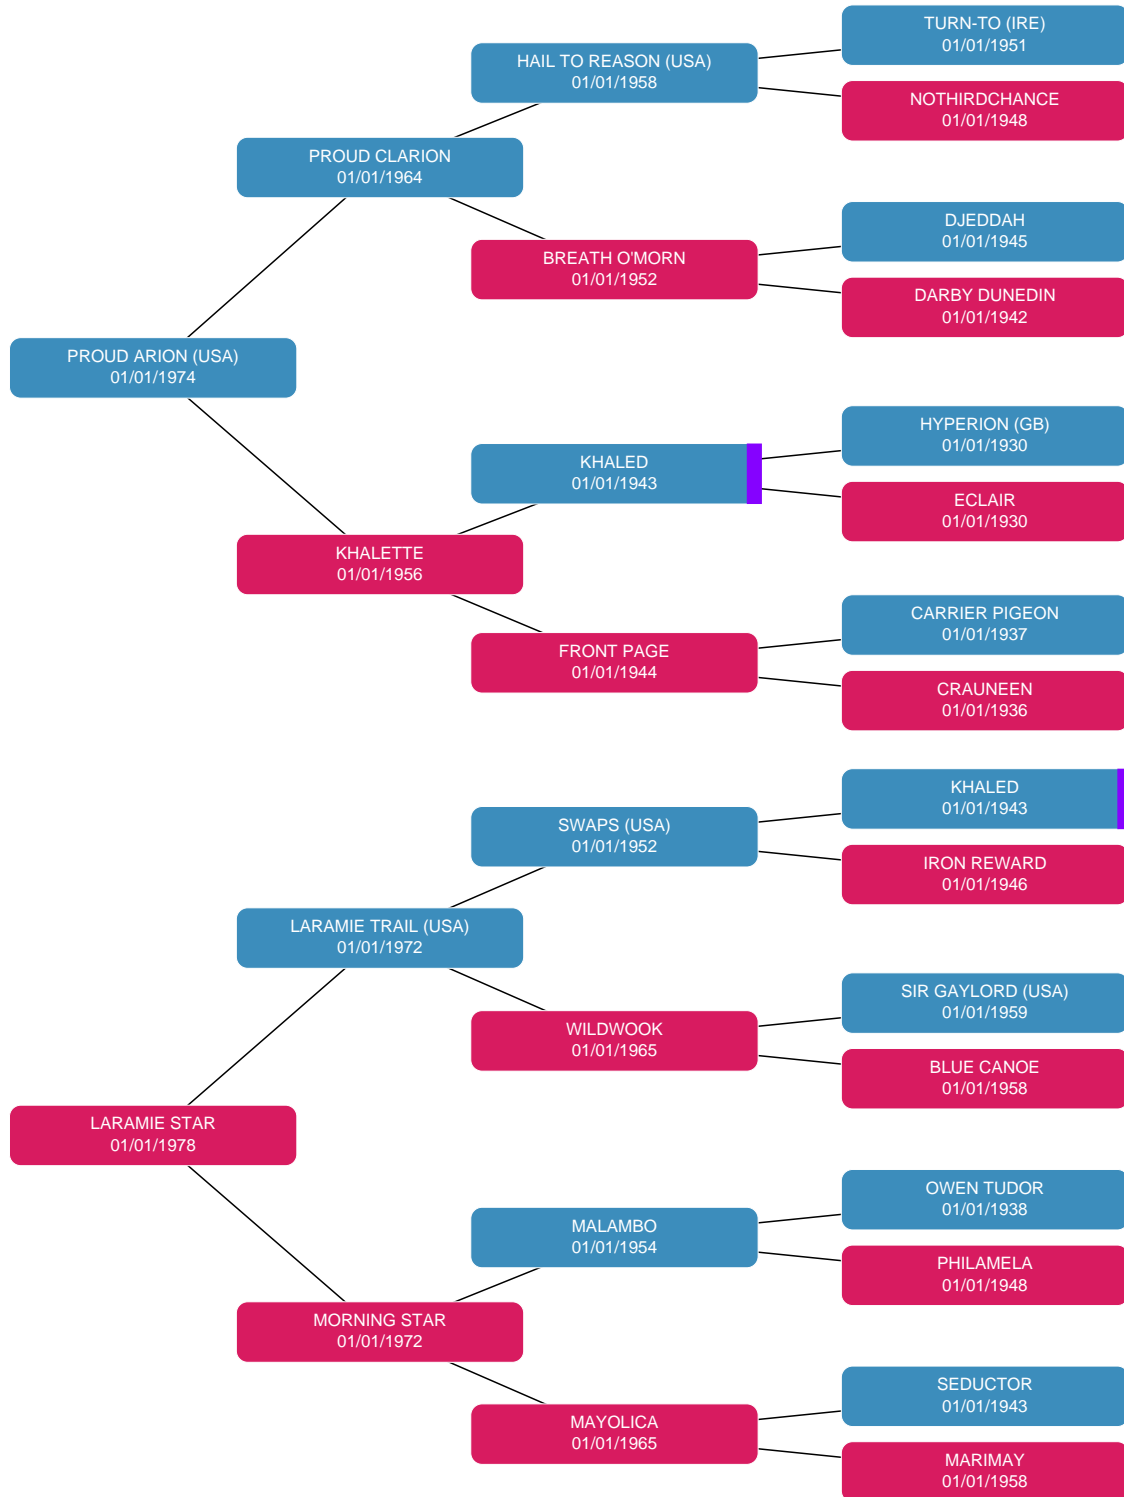 TURN-TO (IRE)
01/01/1951
HAIL TO REASON (USA)
01/01/1958
NOTHIRDCHANCE
01/01/1948
PROUD CLARION
01/01/1964
DJEDDAH
01/01/1945
BREATH O'MORN
01/01/1952
DARBY DUNEDIN
01/01/1942
PROUD ARION (USA)
01/01/1974
HYPERION (GB)
01/01/1930
KHALED
01/01/1943
ECLAIR
01/01/1930
KHALETTE
01/01/1956
CARRIER PIGEON
01/01/1937
FRONT PAGE
01/01/1944
CRAUNEEN
01/01/1936
KHALED
01/01/1943
SWAPS (USA)
01/01/1952
IRON REWARD
01/01/1946
LARAMIE TRAIL (USA)
01/01/1972
SIR GAYLORD (USA)
01/01/1959
WILDWOOK
01/01/1965
BLUE CANOE
01/01/1958
LARAMIE STAR
01/01/1978
OWEN TUDOR
01/01/1938
MALAMBO
01/01/1954
PHILAMELA
01/01/1948
MORNING STAR
01/01/1972
SEDUCTOR
01/01/1943
MAYOLICA
01/01/1965
MARIMAY
01/01/1958